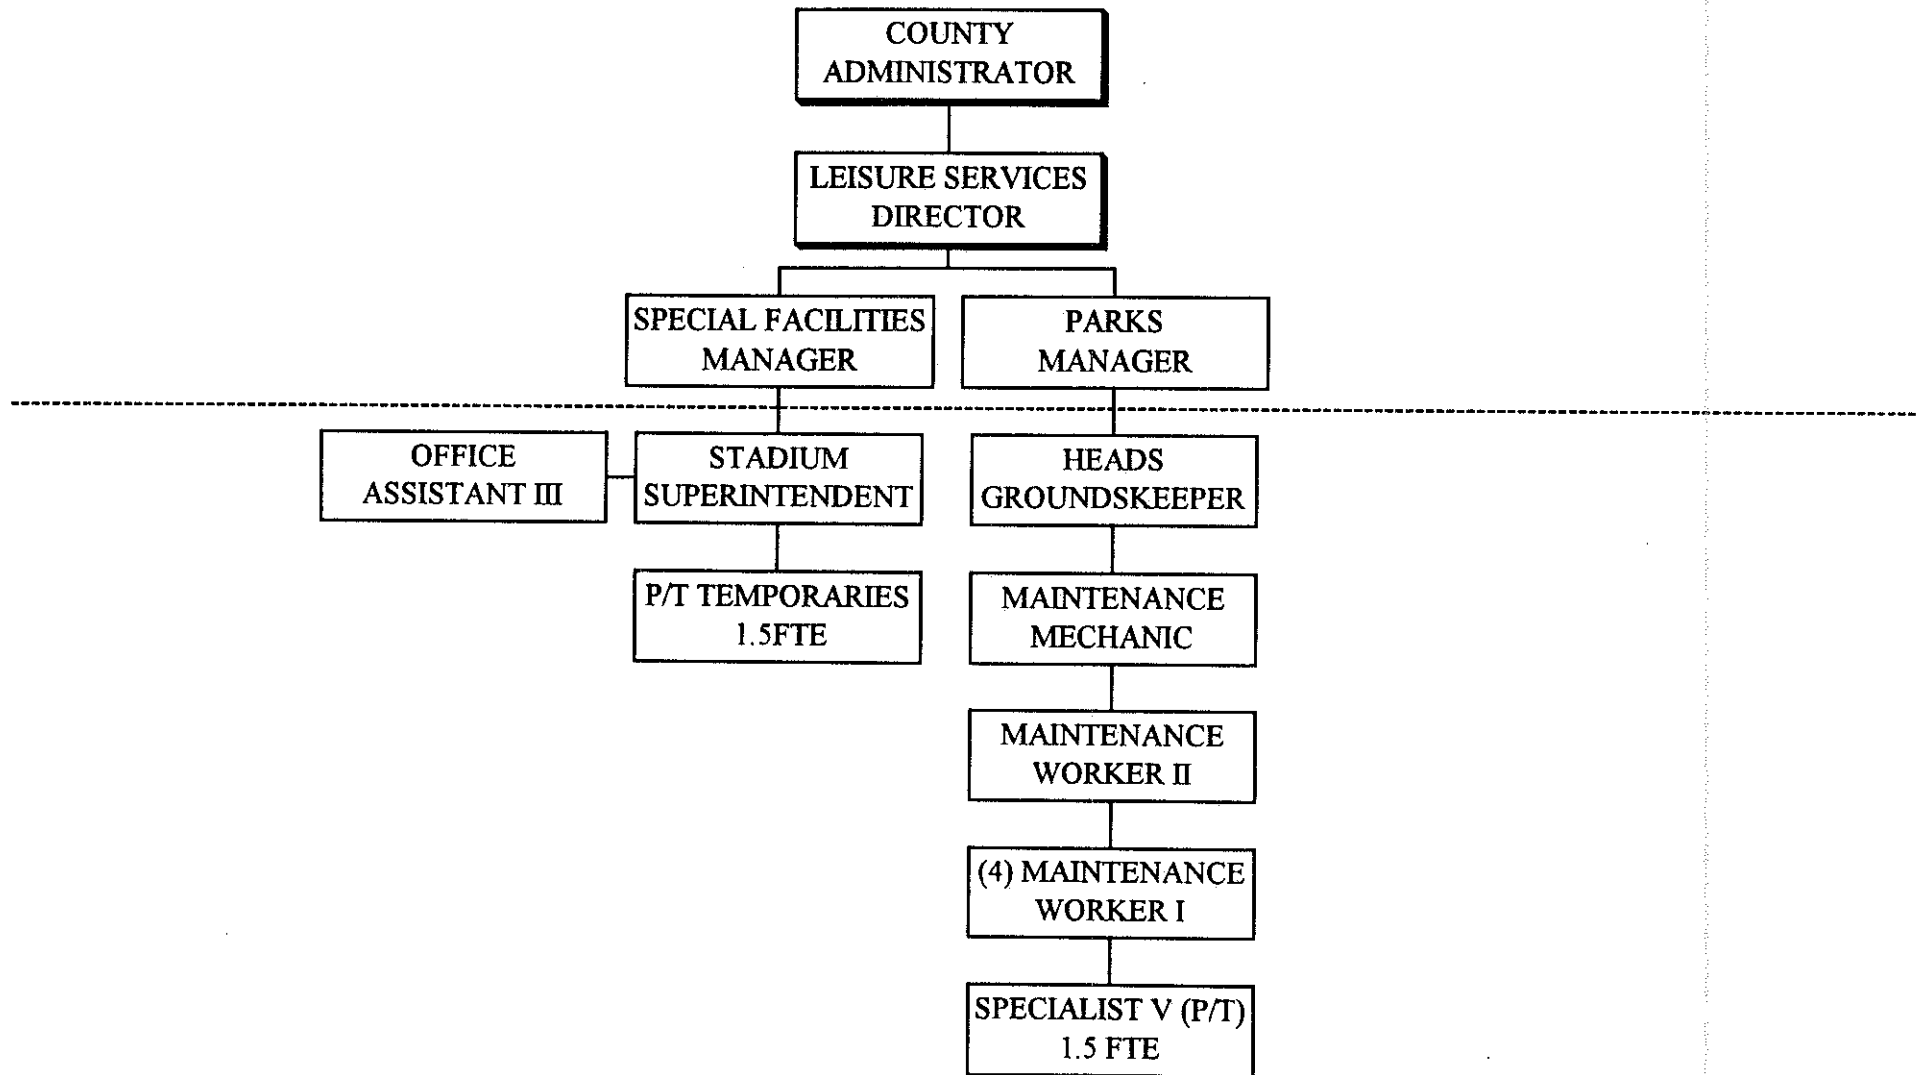 COUNTY
ADMINISTRATOR
LEISURE SERVICES
DIRECTOR
SPECIAL FACILITIES
MANAGER
PARKS
MANAGER
OFFICE
ASSISTANT III
STADIUM
SUPERINTENDENT
HEADS
GROUNDSKEEPER
P/T TEMPORARIES
1.5FTE
MAINTENANCE
MECHANIC
MAINTENANCE
WORKER II
(4) MAINTENANCE
WORKER I
SPECIALIST V (P/T)
1.5 FTE